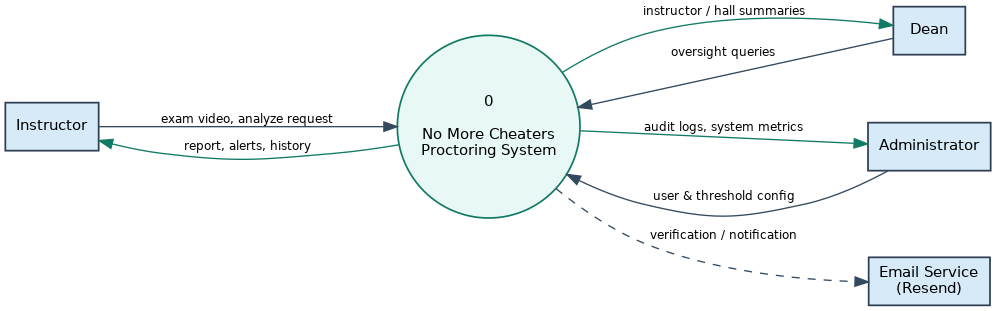 instructor / hall summaries
Dean
oversight queries
0
Instructor
exam video, analyze request
No More Cheaters
Proctoring System
report, alerts, history
audit logs, system metrics
Administrator
user & threshold config
verification / notification
Email Service
(Resend)